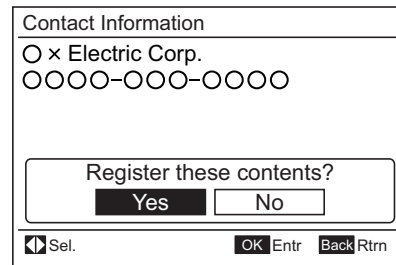 Contact Information
○ × Electric Corp.
○○○○-○○○-○○○○
Register these contents?
Yes No
Sel. OK Entr Back Rtrn